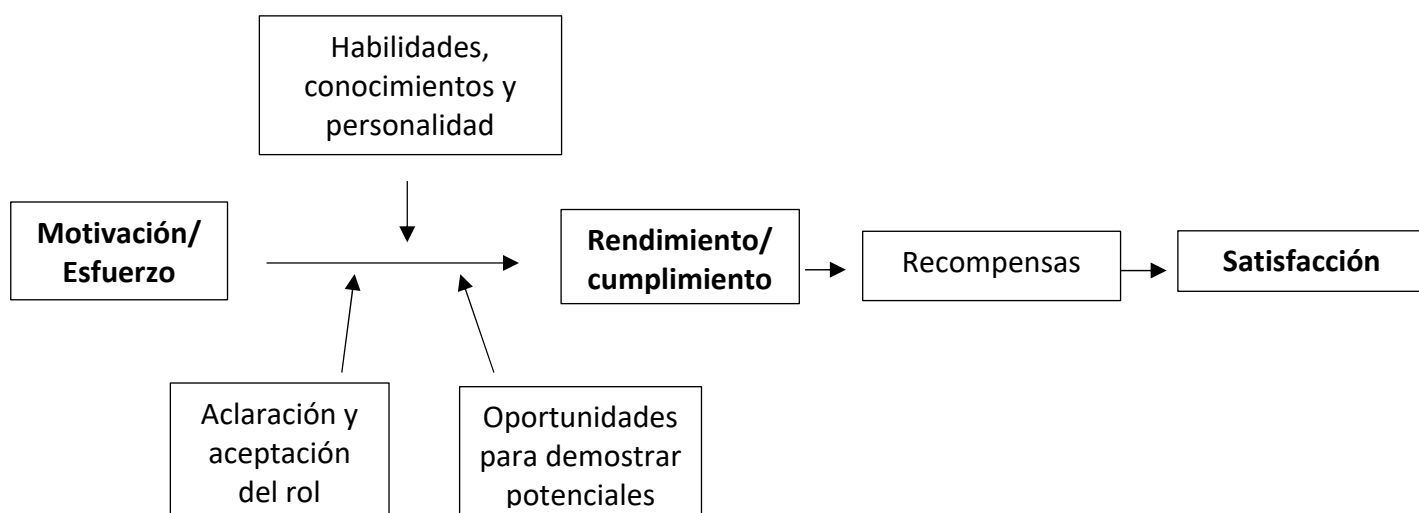 Habilidades,
conocimientos y
personalidad
Motivación/
Esfuerzo
Rendimiento/
cumplimiento
Recompensas
Satisfacción
Aclaración y
aceptación
del rol
Oportunidades
para demostrar
potenciales